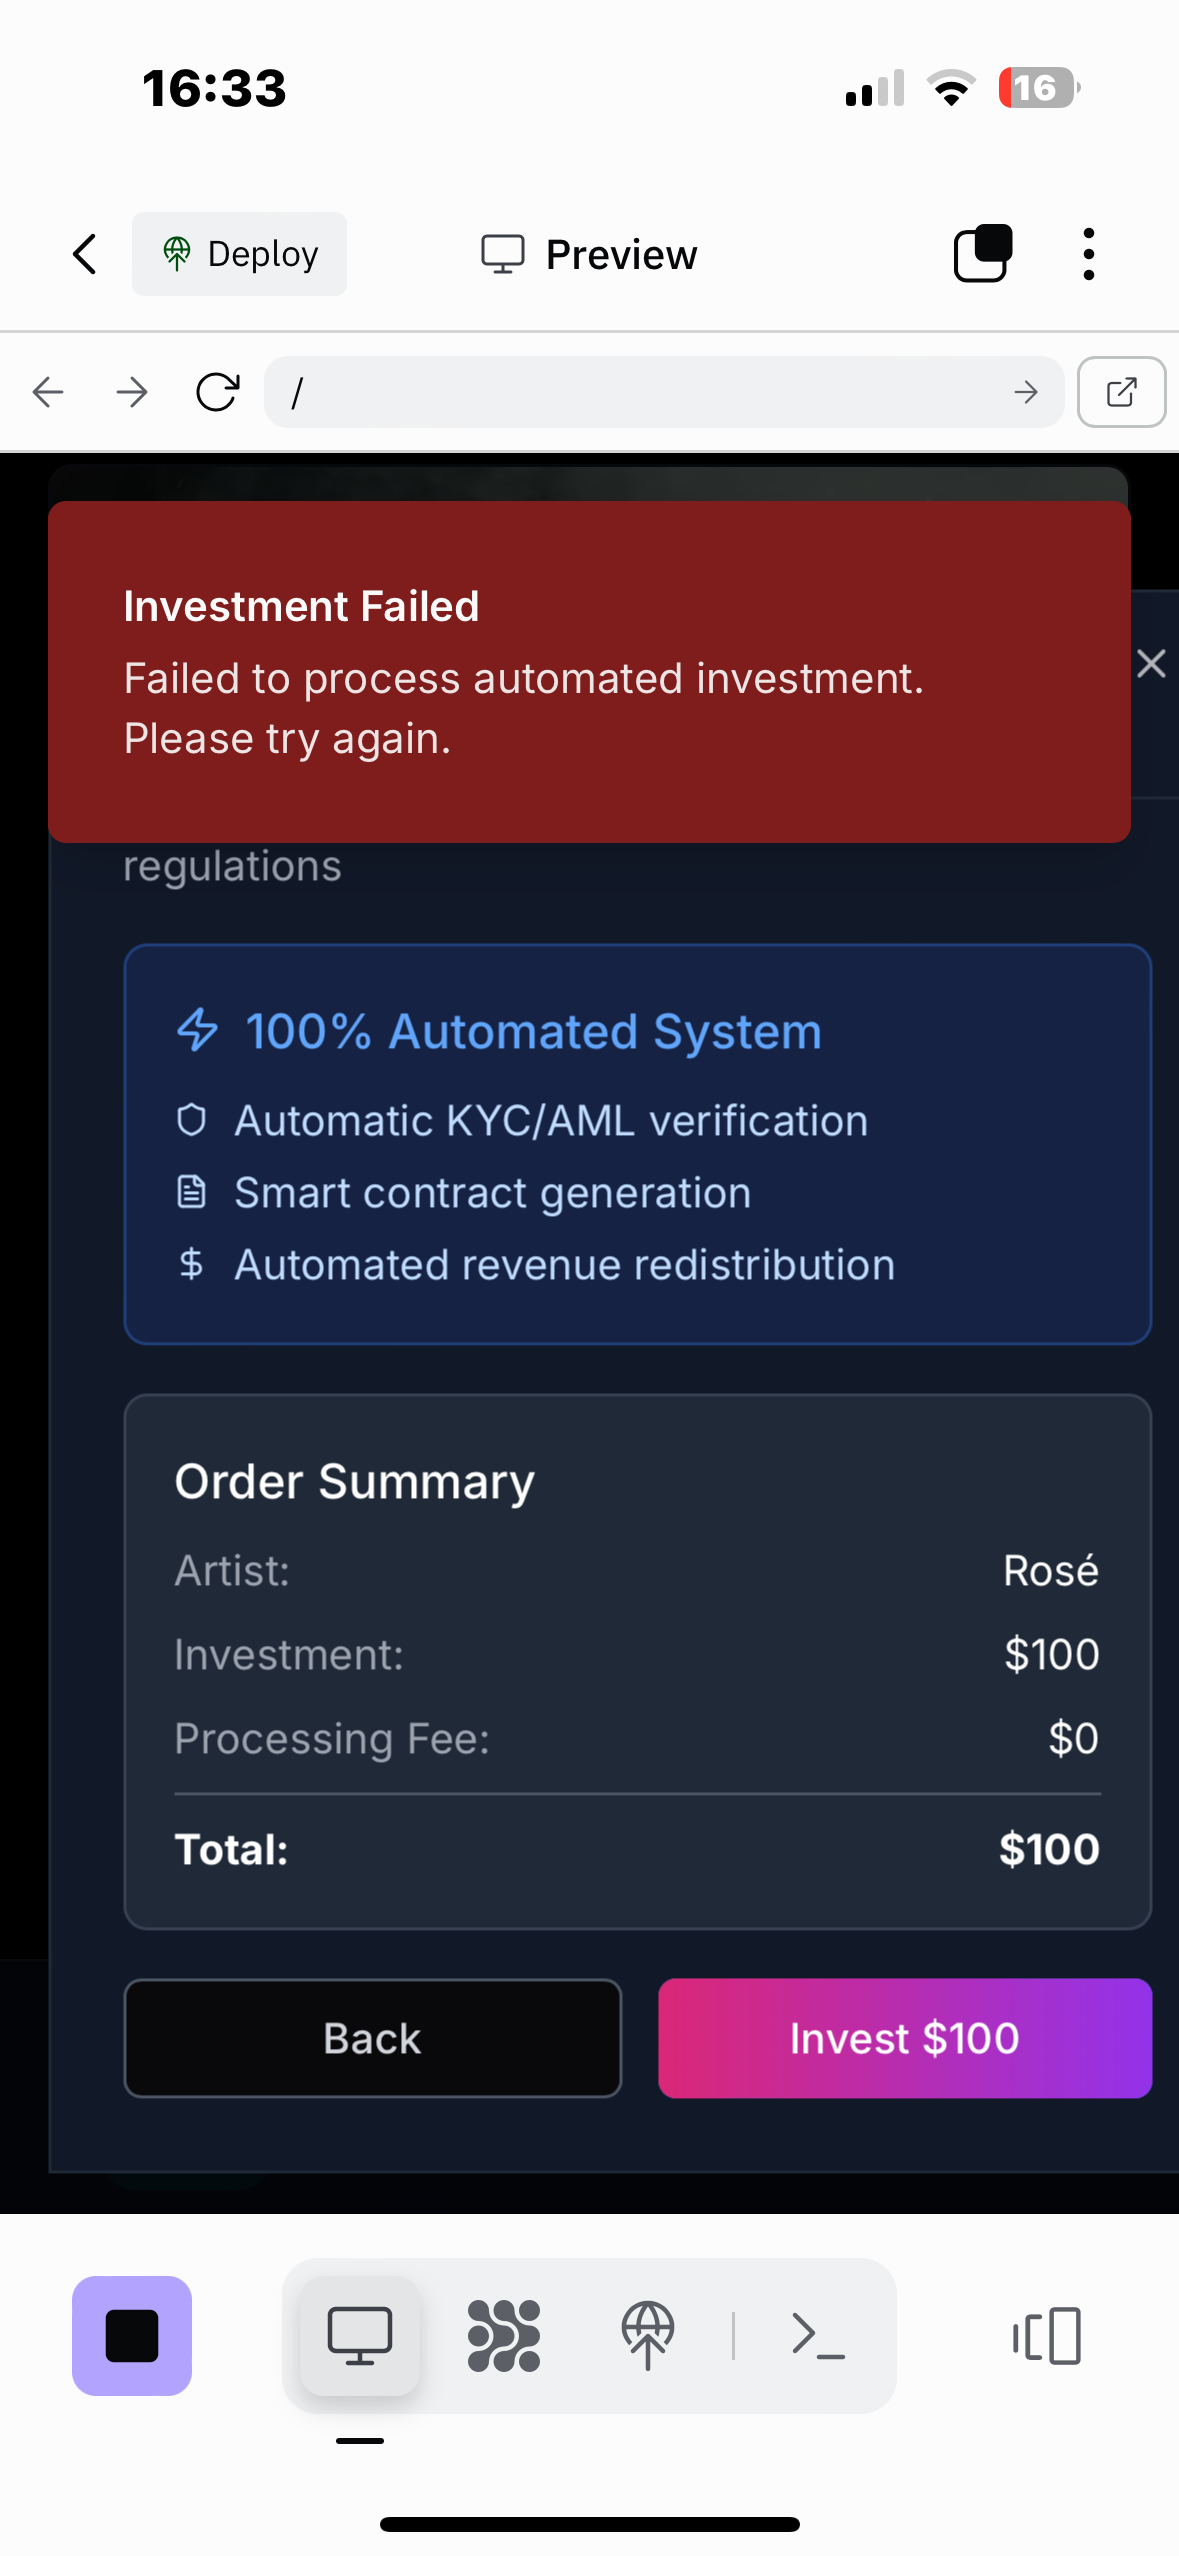 16:33
16
Deploy
Preview
/
Investment Failed
Failed to process automated investment.
Please try again.
regulations
100% Automated System
Automatic KYC/AML verification
Smart contract generation
Automated revenue redistribution
Order Summary
Artist: Rosé
Investment: $100
Processing Fee: $0
Total: $100
Back
Invest $100